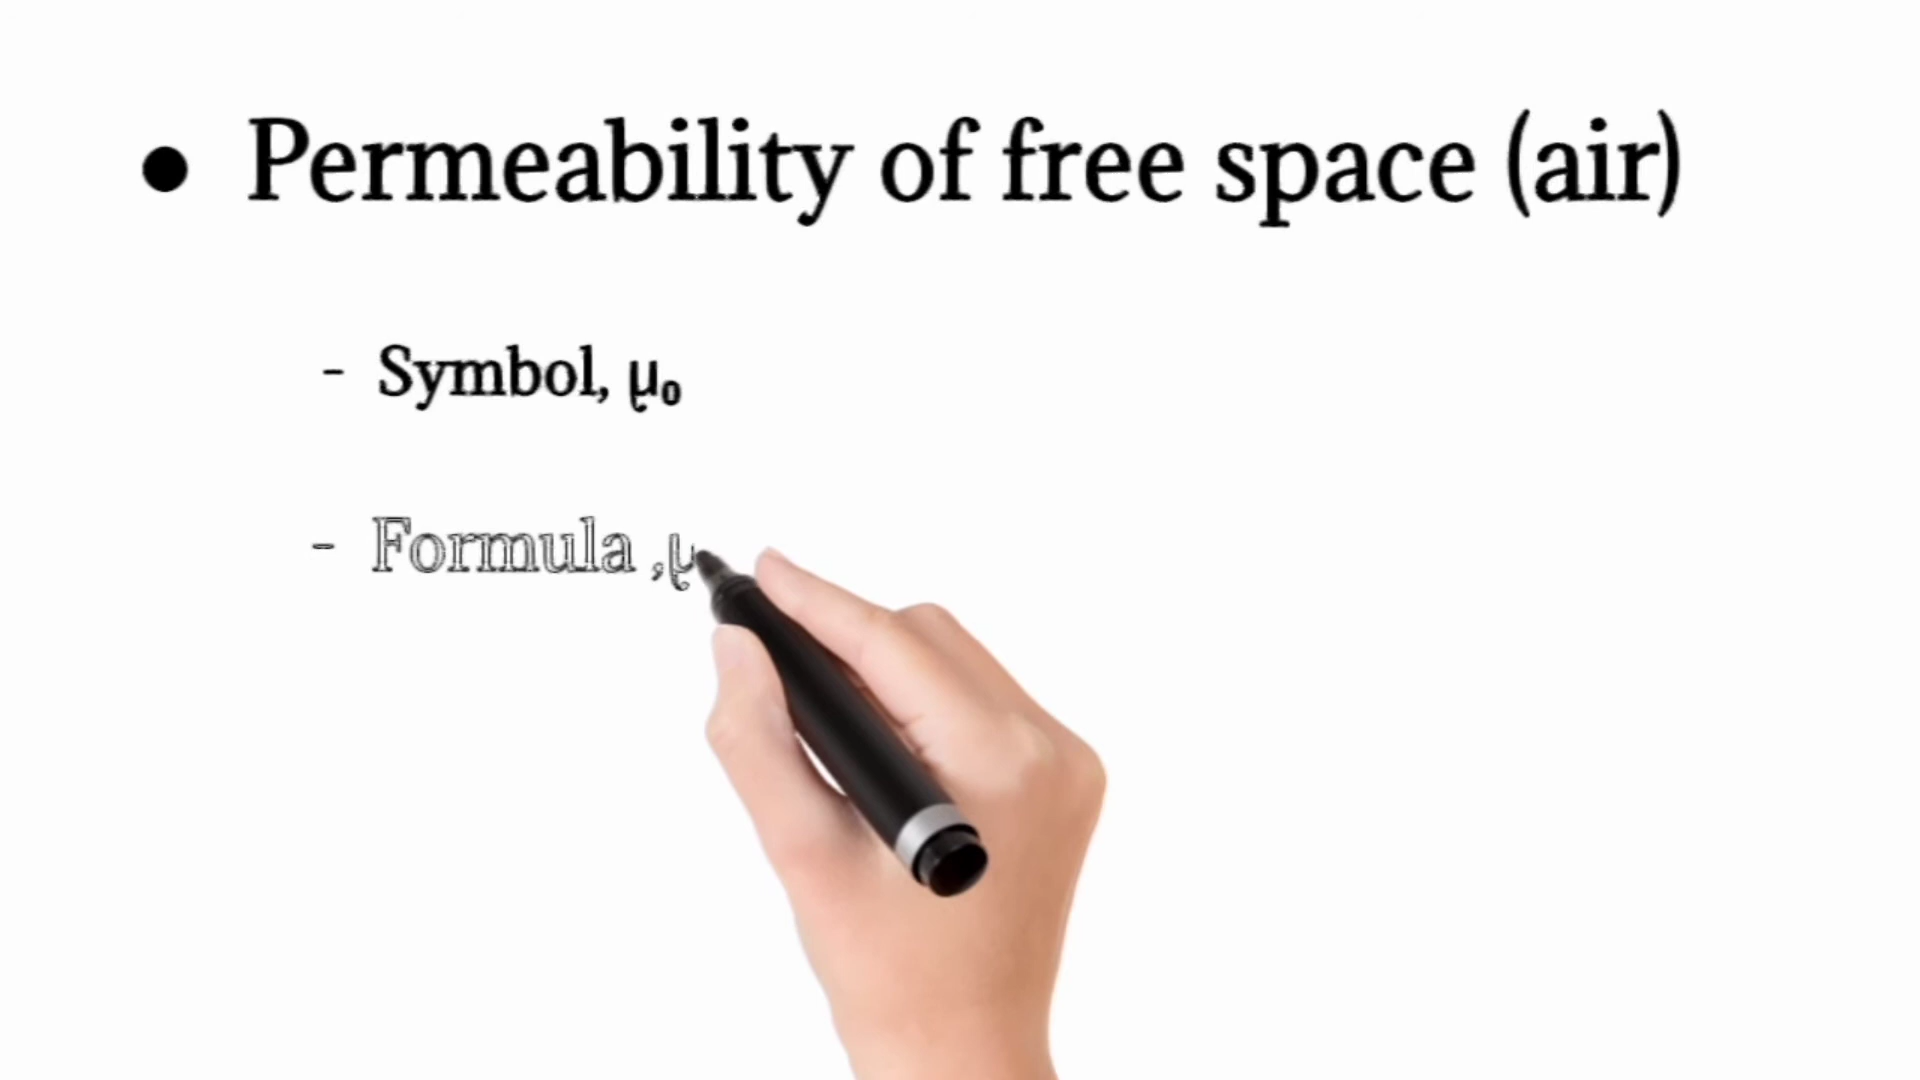 • Permeability of free space (air)
- Symbol, μ₀
- Formula ,μ